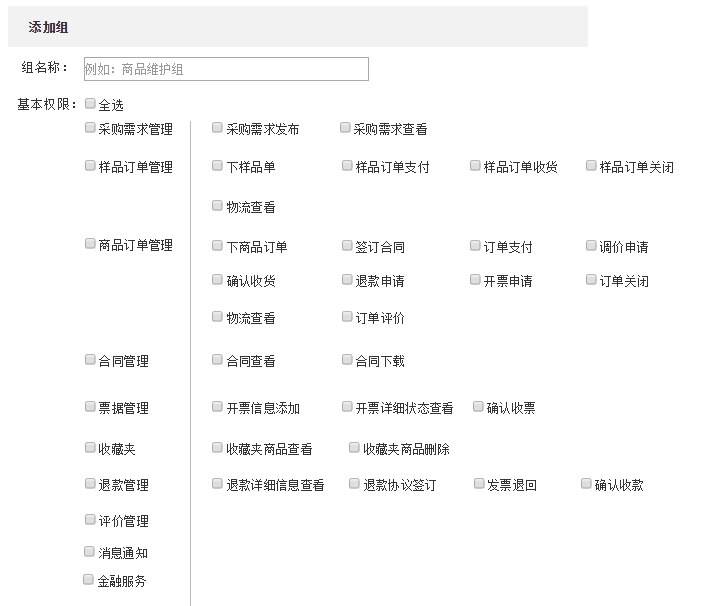 添加组
组名称： 例如：商品维护组
基本权限： 全选
采购需求管理 采购需求发布 采购需求查看
样品订单管理 下样品单 样品订单支付 样品订单收货 样品订单关闭
物流查看
商品订单管理 下商品订单 签订合同 订单支付 调价申请
确认收货 退款申请 开票申请 订单关闭
物流查看 订单评价
合同管理 合同查看 合同下载
票据管理 开票信息添加 开票详细状态查看 确认收票
收藏夹 收藏夹商品查看 收藏夹商品删除
退款管理 退款详细信息查看 退款协议签订 发票退回 确认收款
评价管理
消息通知
金融服务